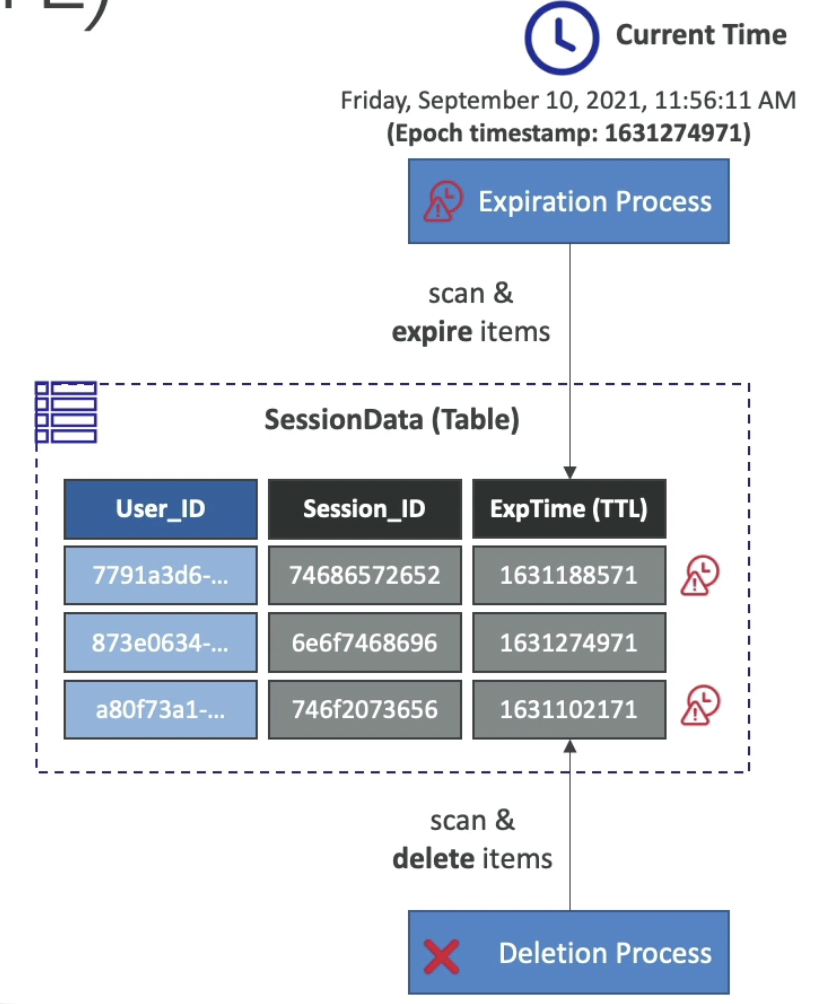 Current Time
Friday, September 10, 2021, 11:56:11 AM
(Epoch timestamp: 1631274971)
Expiration Process
scan &
expire items
SessionData (Table)
User_ID Session_ID ExpTime (TTL)
7791a3d6-... 74686572652 1631188571
873e0634-... 6e6f7468696 1631274971
a80f73a1-... 746f2073656 1631102171
scan &
delete items
Deletion Process